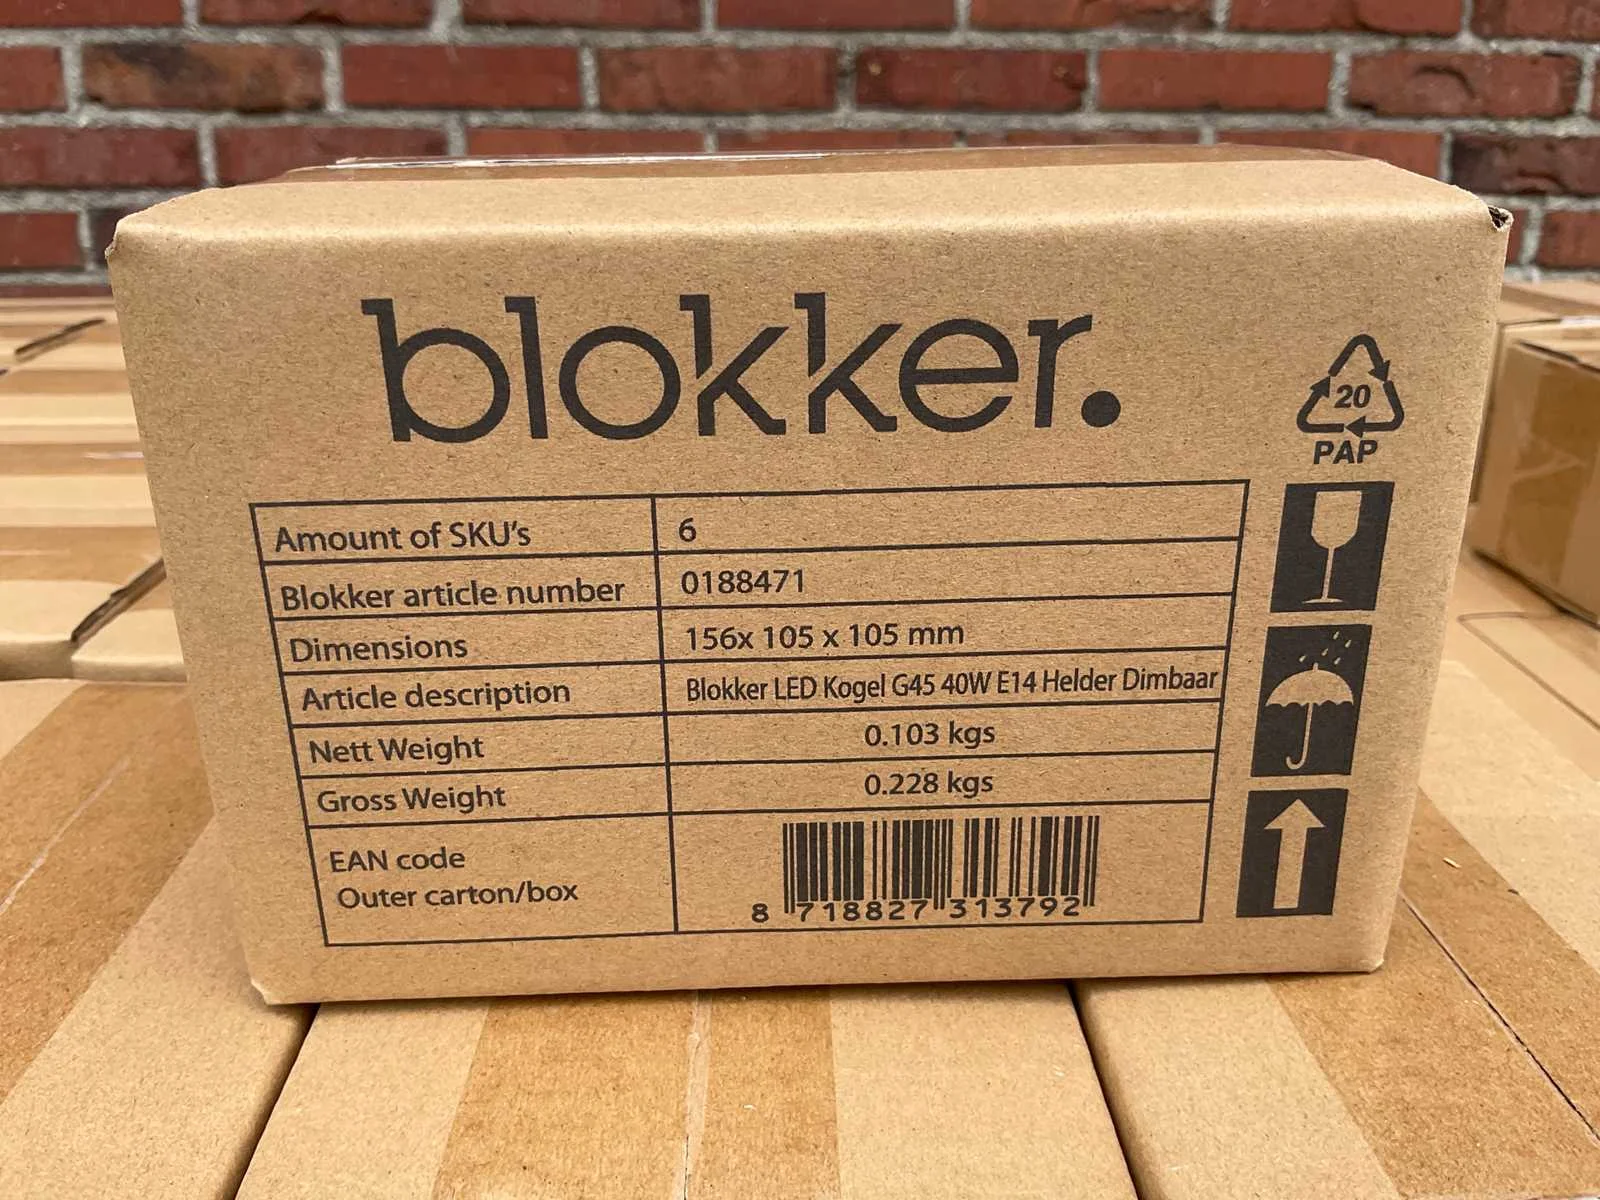 blokker.
20
PAP
Amount of SKU's 6
Blokker article number 0188471
Dimensions 156x 105 x 105 mm
Article description Blokker LED Kogel G45 40W E14 Helder Dimbaar
Nett Weight 0.103 kgs
Gross Weight 0.228 kgs
EAN code
Outer carton/box
8 718827 313792